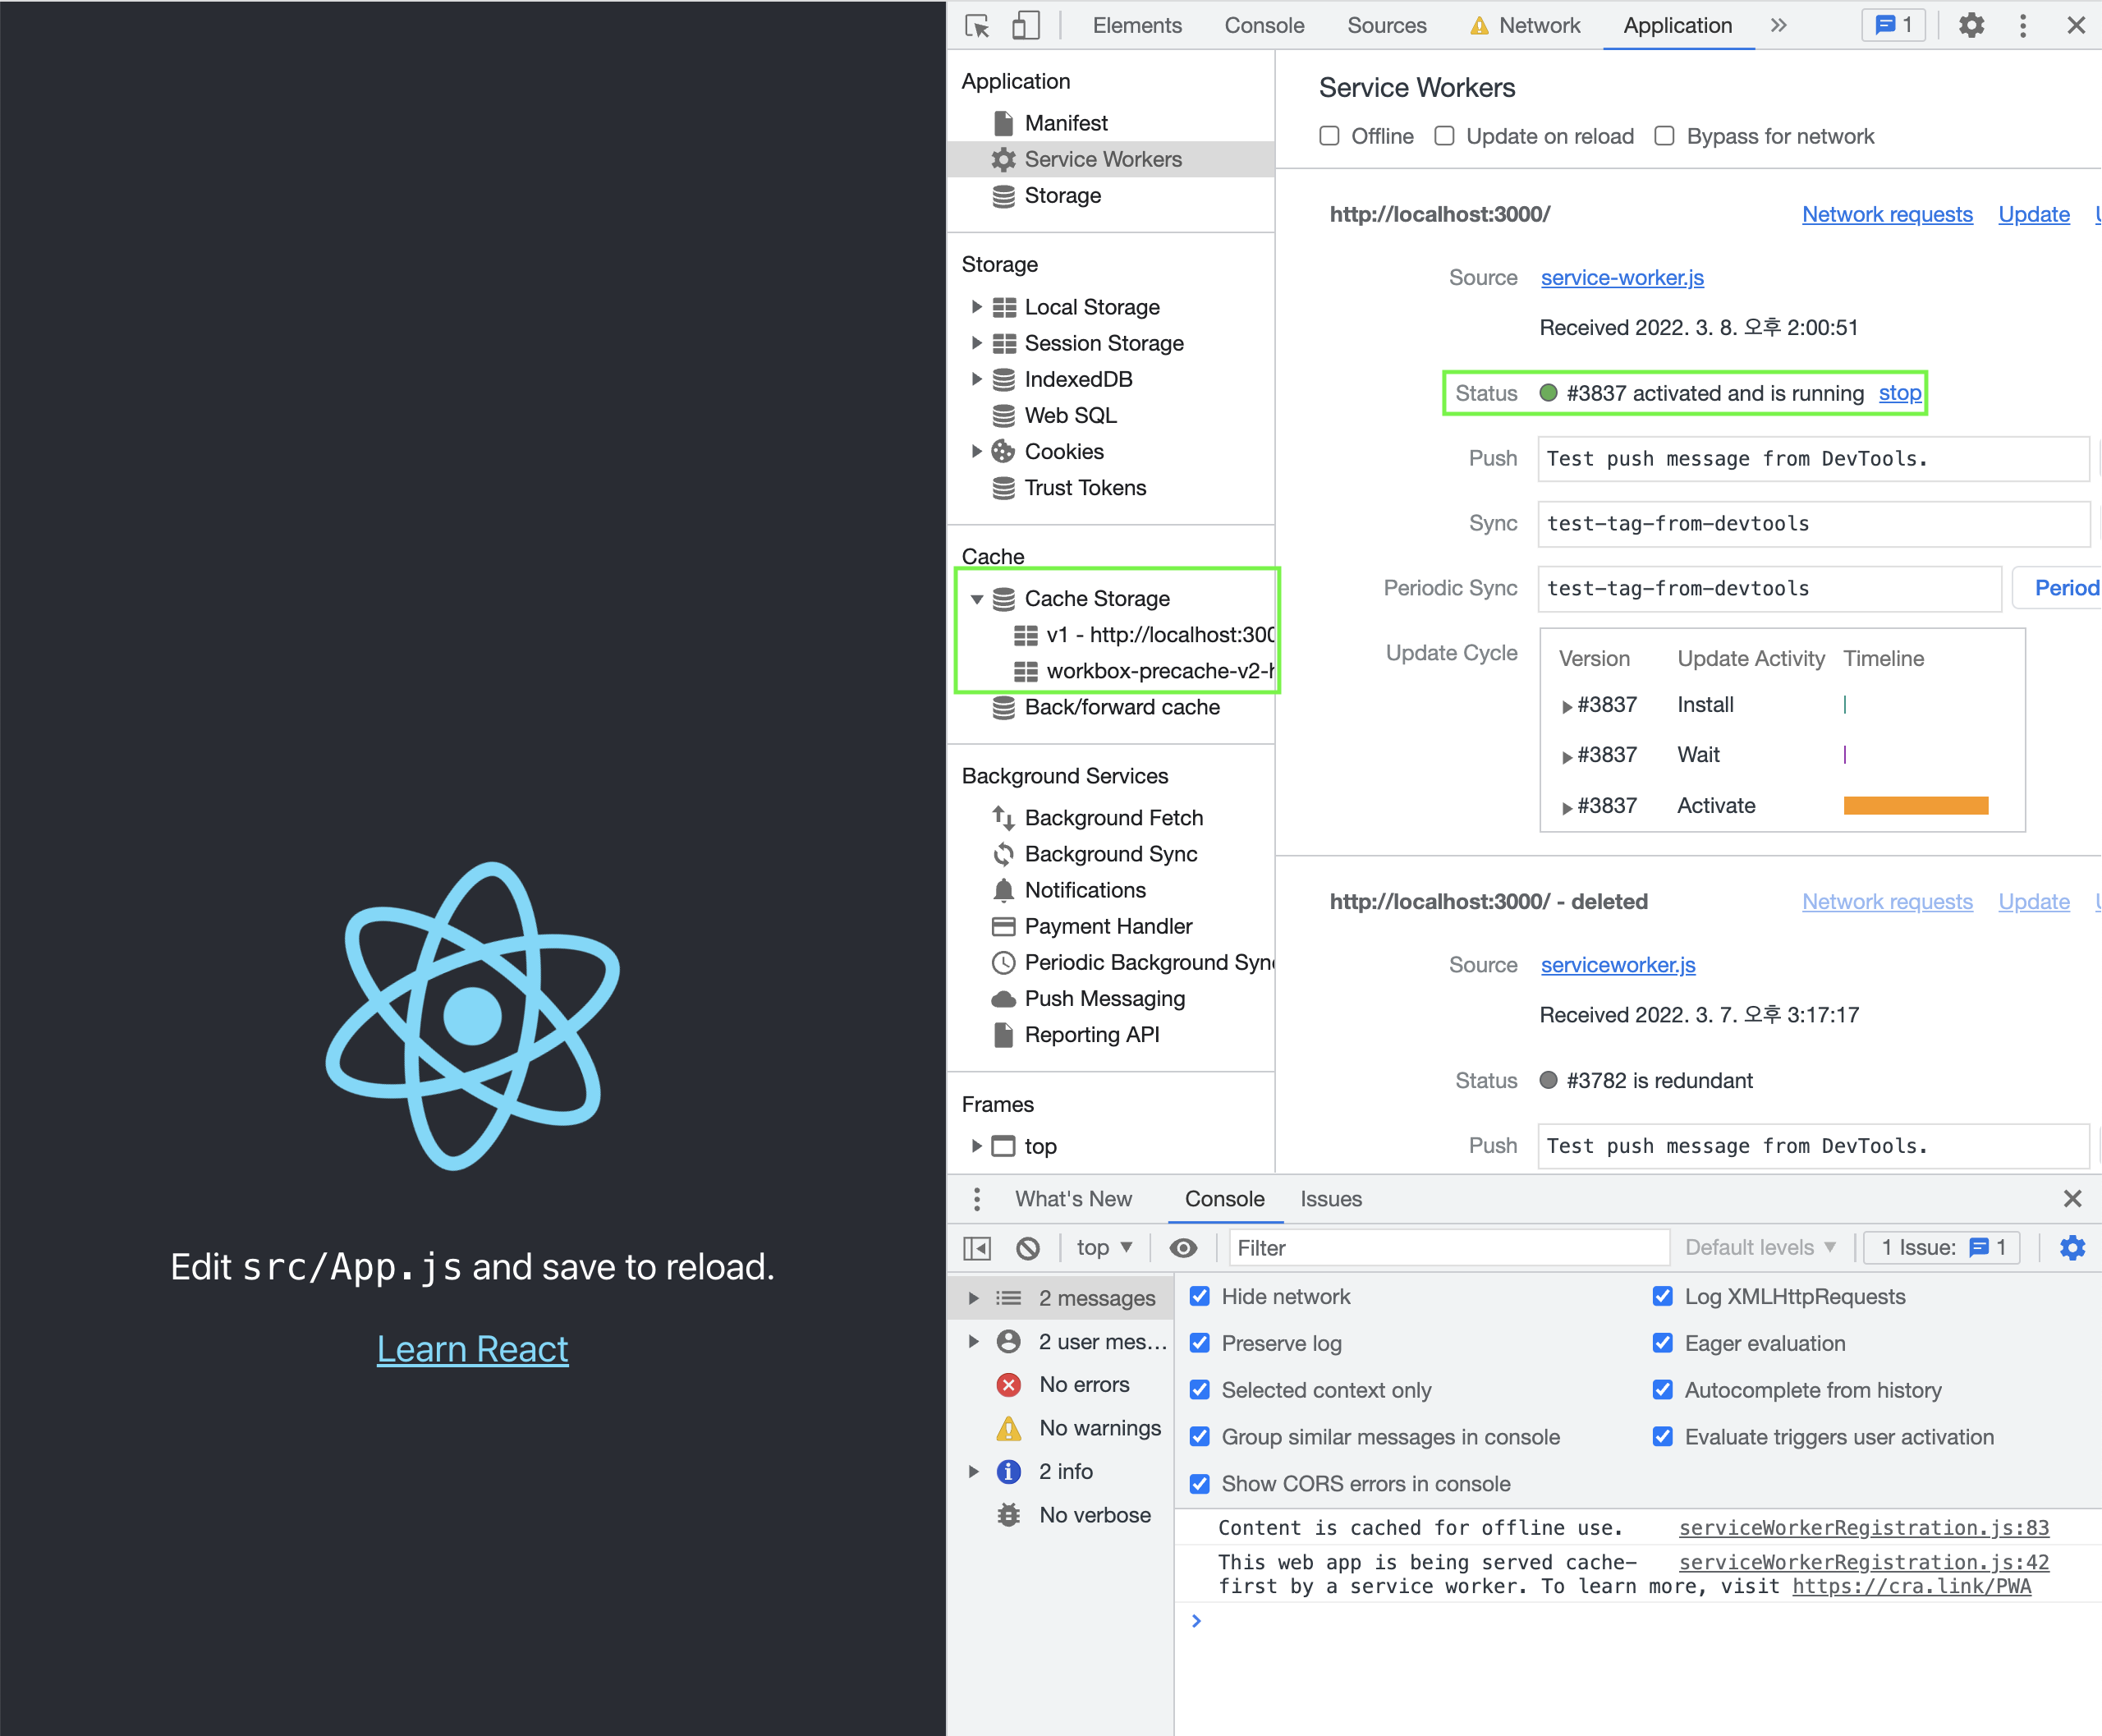 Edit src/App.js and save to reload.
Learn React
Elements Console Sources Network Application 1
Application
Manifest
Service Workers
Storage
Storage
Local Storage
Session Storage
IndexedDB
Web SQL
Cookies
Trust Tokens
Cache
Cache Storage
v1 - http://localhost:300
workbox-precache-v2-h
Back/forward cache
Background Services
Background Fetch
Background Sync
Notifications
Payment Handler
Periodic Background Sync
Push Messaging
Reporting API
Frames
top
Service Workers
Offline Update on reload Bypass for network
http://localhost:3000/ Network requests Update
Source service-worker.js
Received 2022. 3. 8. 오후 2:00:51
Status #3837 activated and is running stop
Push Test push message from DevTools.
Sync test-tag-from-devtools
Periodic Sync test-tag-from-devtools Period
Update Cycle Version Update Activity Timeline
#3837 Install
#3837 Wait
#3837 Activate
http://localhost:3000/ - deleted Network requests Update
Source serviceworker.js
Received 2022. 3. 7. 오후 3:17:17
Status #3782 is redundant
Push Test push message from DevTools.
What's New Console Issues
top Filter Default levels 1 Issue: 1
2 messages
2 user mes...
No errors
No warnings
2 info
No verbose
Hide network Log XMLHttpRequests
Preserve log Eager evaluation
Selected context only Autocomplete from history
Group similar messages in console Evaluate triggers user activation
Show CORS errors in console
Content is cached for offline use. serviceWorkerRegistration.js:83
This web app is being served cache- serviceWorkerRegistration.js:42
first by a service worker. To learn more, visit https://cra.link/PWA